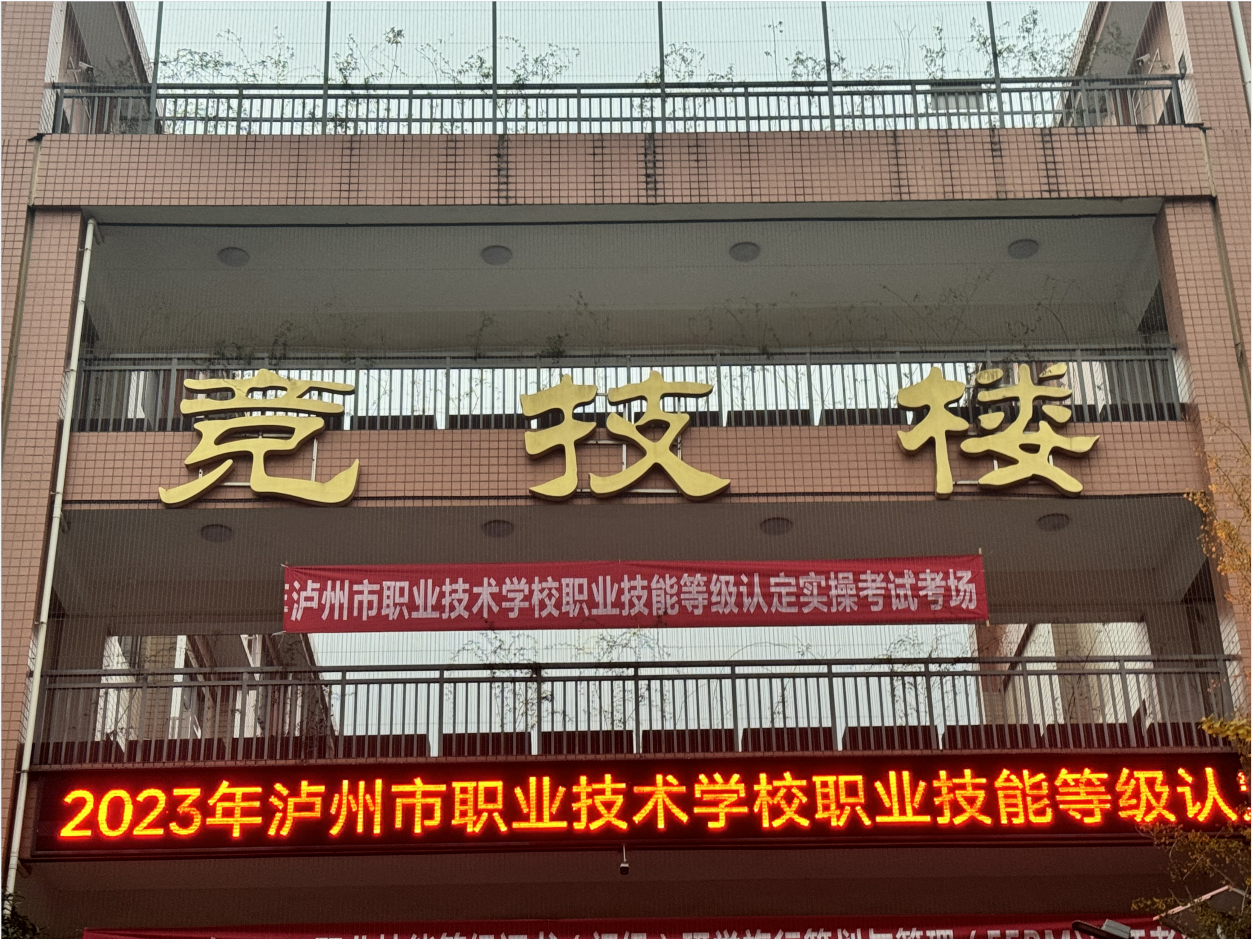 竞技楼
泸州市职业技术学校职业技能等级认定实操考试考场
2023年泸州市职业技术学校职业技能等级认